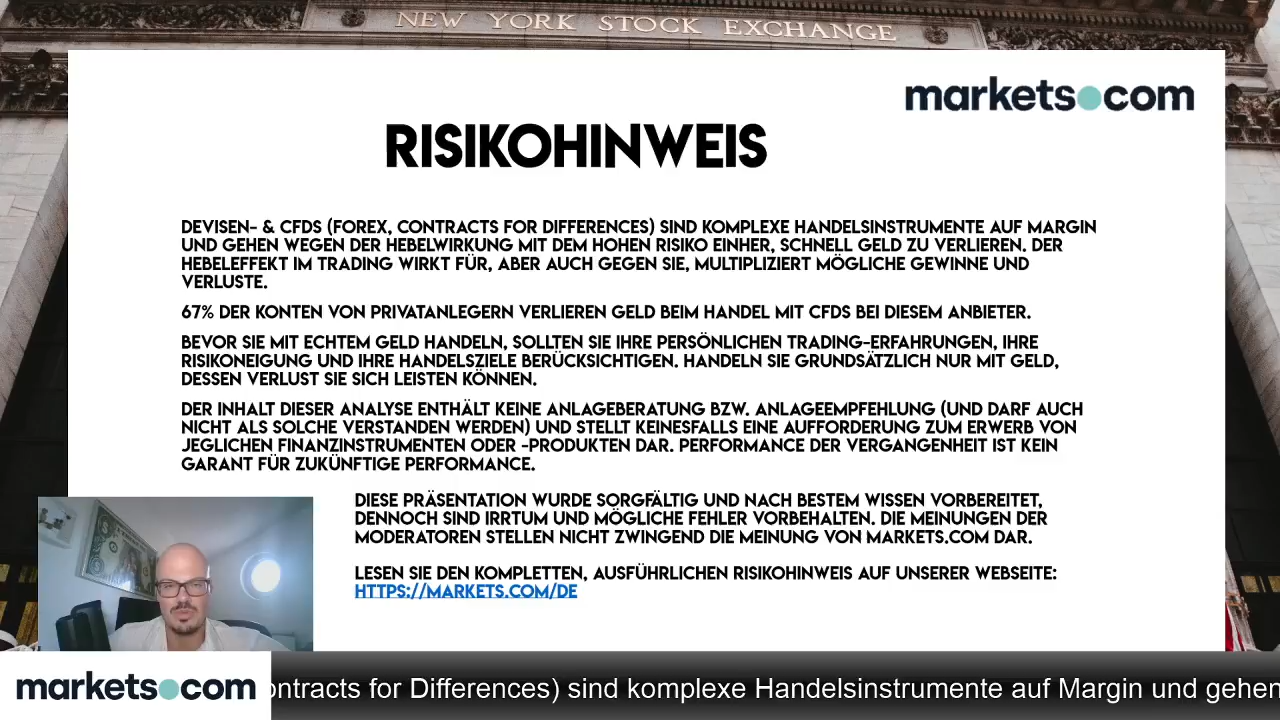 NEW YORK STOCK EXCHANGE
markets.com
RISIKOHINWEIS
DEVISEN- & CFDS (FOREX, CONTRACTS FOR DIFFERENCES) SIND KOMPLEXE HANDELSINSTRUMENTE AUF MARGIN
UND GEHEN WEGEN DER HEBELWIRKUNG MIT DEM HOHEN RISIKO EINHER, SCHNELL GELD ZU VERLIEREN. DER
HEBELEFFEKT IM TRADING WIRKT FÜR, ABER AUCH GEGEN SIE, MULTIPLIZIERT MÖGLICHE GEWINNE UND
VERLUSTE.
67% DER KONTEN VON PRIVATANLEGERN VERLIEREN GELD BEIM HANDEL MIT CFDS BEI DIESEM ANBIETER.
BEVOR SIE MIT ECHTEM GELD HANDELN, SOLLTEN SIE IHRE PERSÖNLICHEN TRADING-ERFAHRUNGEN, IHRE
RISIKONEIGUNG UND IHRE HANDELSZIELE BERÜCKSICHTIGEN. HANDELN SIE GRUNDSÄTZLICH NUR MIT GELD,
DESSEN VERLUST SIE SICH LEISTEN KÖNNEN.
DER INHALT DIESER ANALYSE ENTHÄLT KEINE ANLAGEBERATUNG BZW. ANLAGEEMPFEHLUNG (UND DARF AUCH
NICHT ALS SOLCHE VERSTANDEN WERDEN) UND STELLT KEINESFALLS EINE AUFFORDERUNG ZUM ERWERB VON
JEGLICHEN FINANZINSTRUMENTEN ODER -PRODUKTEN DAR. PERFORMANCE DER VERGANGENHEIT IST KEIN
GARANT FÜR ZUKÜNFTIGE PERFORMANCE.
DIESE PRÄSENTATION WURDE SORGFÄLTIG UND NACH BESTEM WISSEN VORBEREITET,
DENNOCH SIND IRRTUM UND MÖGLICHE FEHLER VORBEHALTEN. DIE MEINUNGEN DER
MODERATOREN STELLEN NICHT ZWINGEND DIE MEINUNG VON MARKETS.COM DAR.
LESEN SIE DEN KOMPLETTEN, AUSFÜHRLICHEN RISIKOHINWEIS AUF UNSERER WEBSEITE:
HTTPS://MARKETS.COM/DE
markets.com
ontracts for Differences) sind komplexe Handelsinstrumente auf Margin und gehen